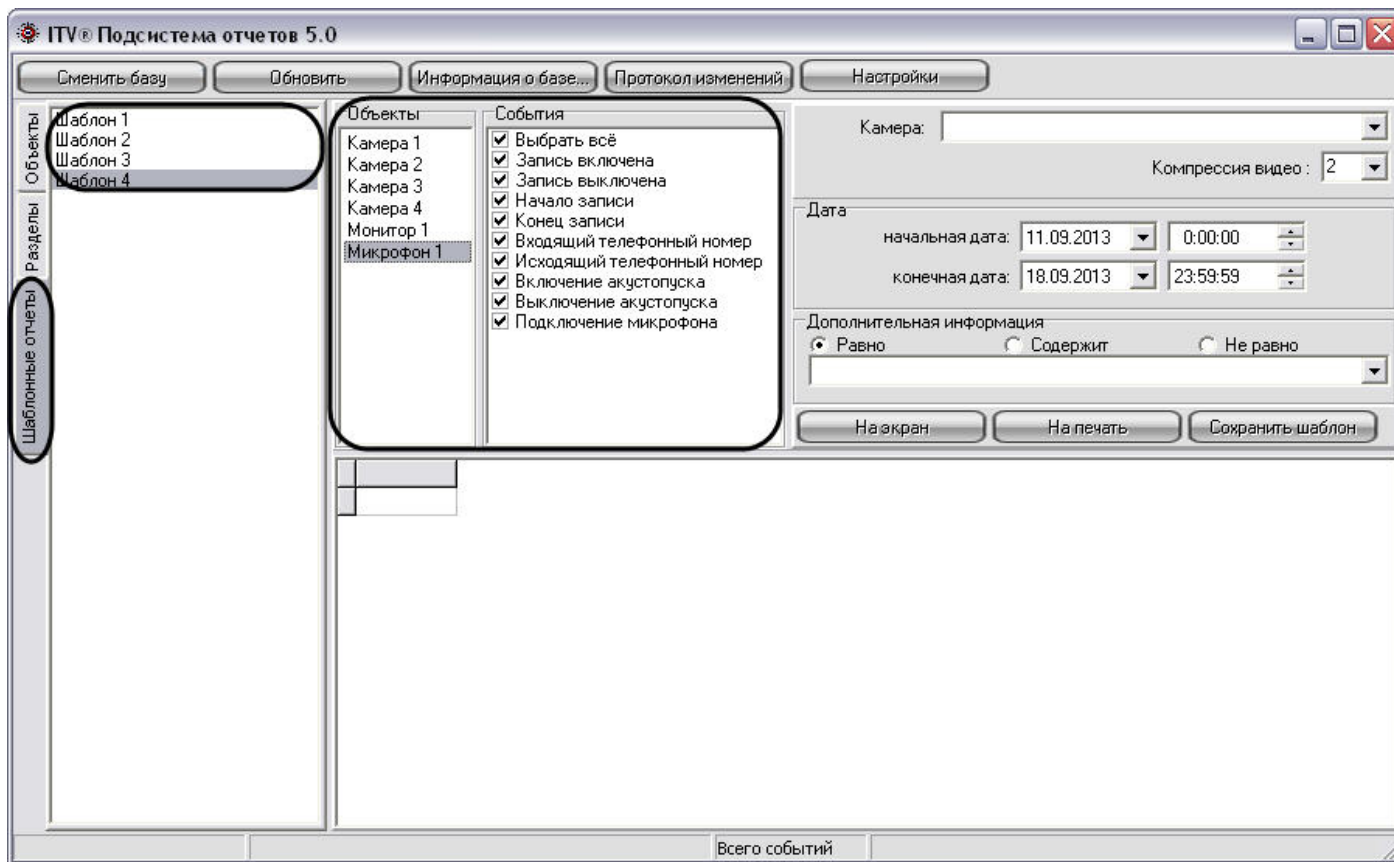 ITV® Подсистема отчетов 5.0
Сменить базу
Обновить
Информация о базе...
Протокол изменений
Настройки
Объекты
Разделы
Шаблонные отчеты
Шаблон 1
Шаблон 2
Шаблон 3
Шаблон 4
Объекты
Камера 1
Камера 2
Камера 3
Камера 4
Монитор 1
Микрофон 1
События
Выбрать всё
Запись включена
Запись выключена
Начало записи
Конец записи
Входящий телефонный номер
Исходящий телефонный номер
Включение акустопуска
Выключение акустопуска
Подключение микрофона
Камера:
Компрессия видео : 2
Дата
начальная дата: 11.09.2013 0:00:00
конечная дата: 18.09.2013 23:59:59
Дополнительная информация
Равно Содержит Не равно
На экран
На печать
Сохранить шаблон
Всего событий